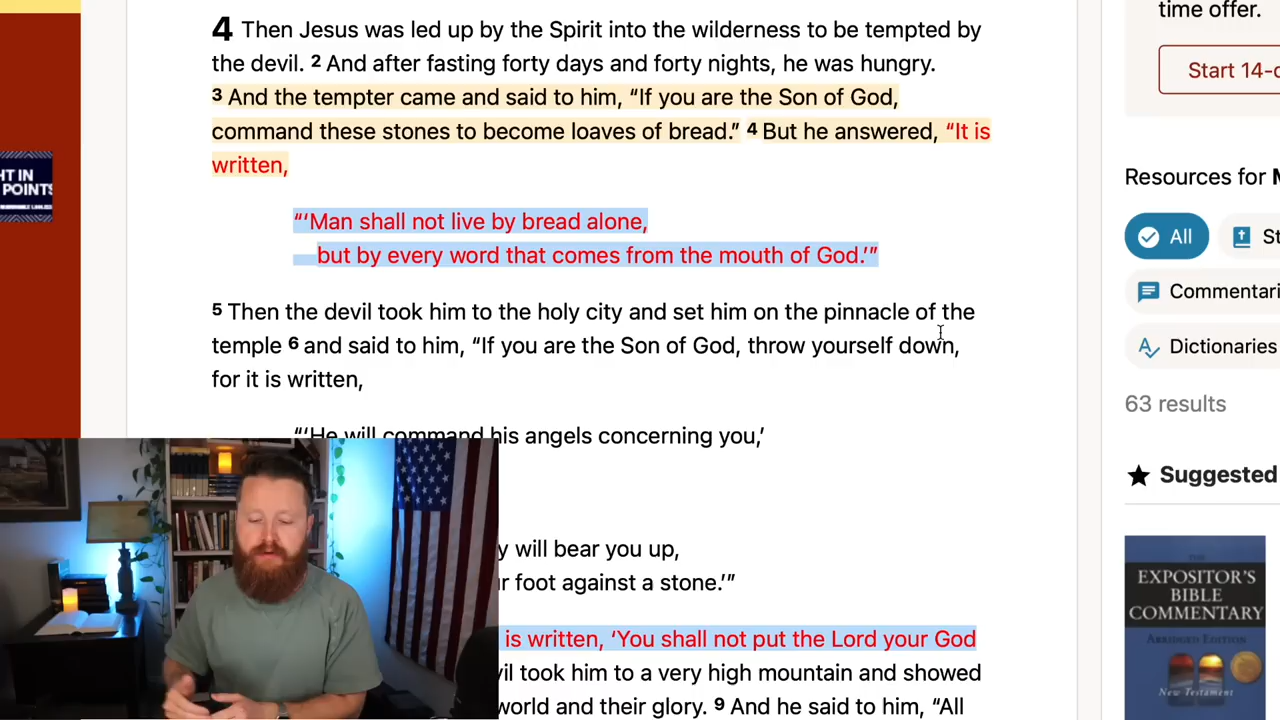 time offer.
Start 14-
4 Then Jesus was led up by the Spirit into the wilderness to be tempted by
the devil. 2 And after fasting forty days and forty nights, he was hungry.
3 And the tempter came and said to him, “If you are the Son of God,
command these stones to become loaves of bread.” 4 But he answered, “It is
written,
“‘Man shall not live by bread alone,
but by every word that comes from the mouth of God.’”
5 Then the devil took him to the holy city and set him on the pinnacle of the
temple 6 and said to him, “If you are the Son of God, throw yourself down,
for it is written,
“‘He will command his angels concerning you,’
will bear you up,
foot against a stone.’”
is written, ‘You shall not put the Lord your God
took him to a very high mountain and showed
world and their glory. 9 And he said to him, “All
HT IN
POINTS
Resources for
All
Commentari
Dictionaries
63 results
Suggested
THE
EXPOSITOR'S
BIBLE
COMMENTARY
ABRIDGED EDITION
New Testament